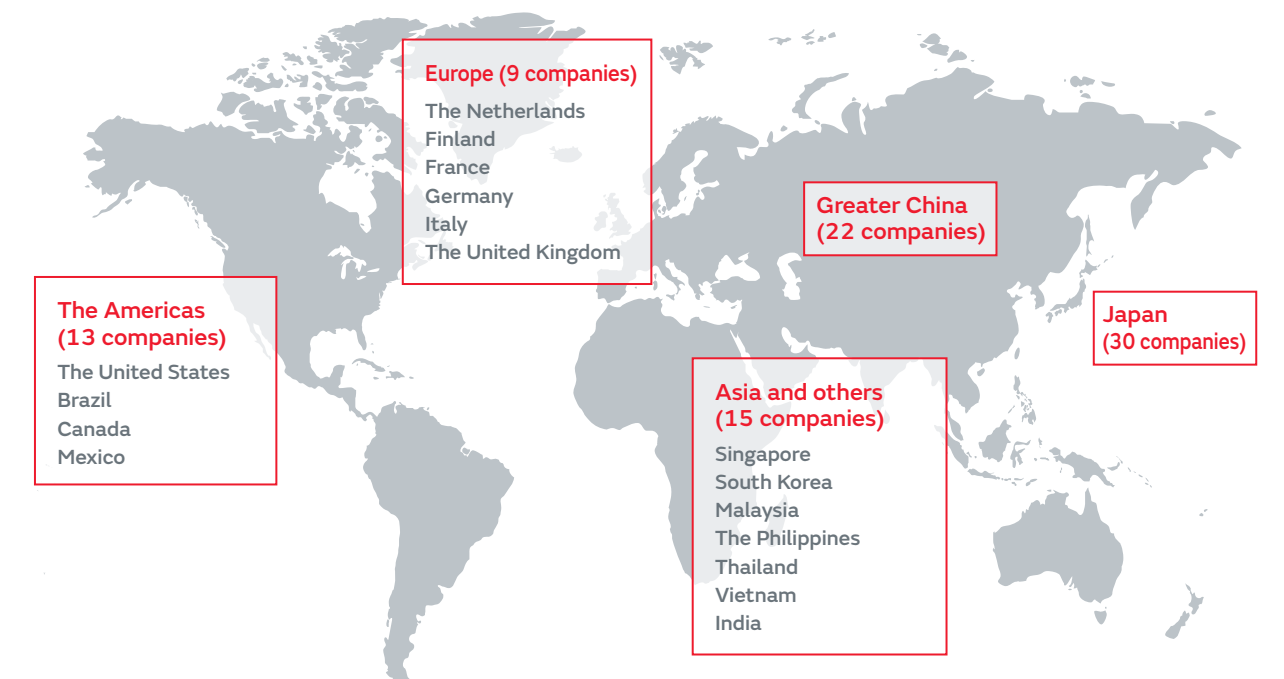 Europe (9 companies)
The Netherlands
Finland
France
Germany
Italy
The United Kingdom
Greater China
(22 companies)
The Americas
(13 companies)
The United States
Brazil
Canada
Mexico
Japan
(30 companies)
Asia and others
(15 companies)
Singapore
South Korea
Malaysia
The Philippines
Thailand
Vietnam
India